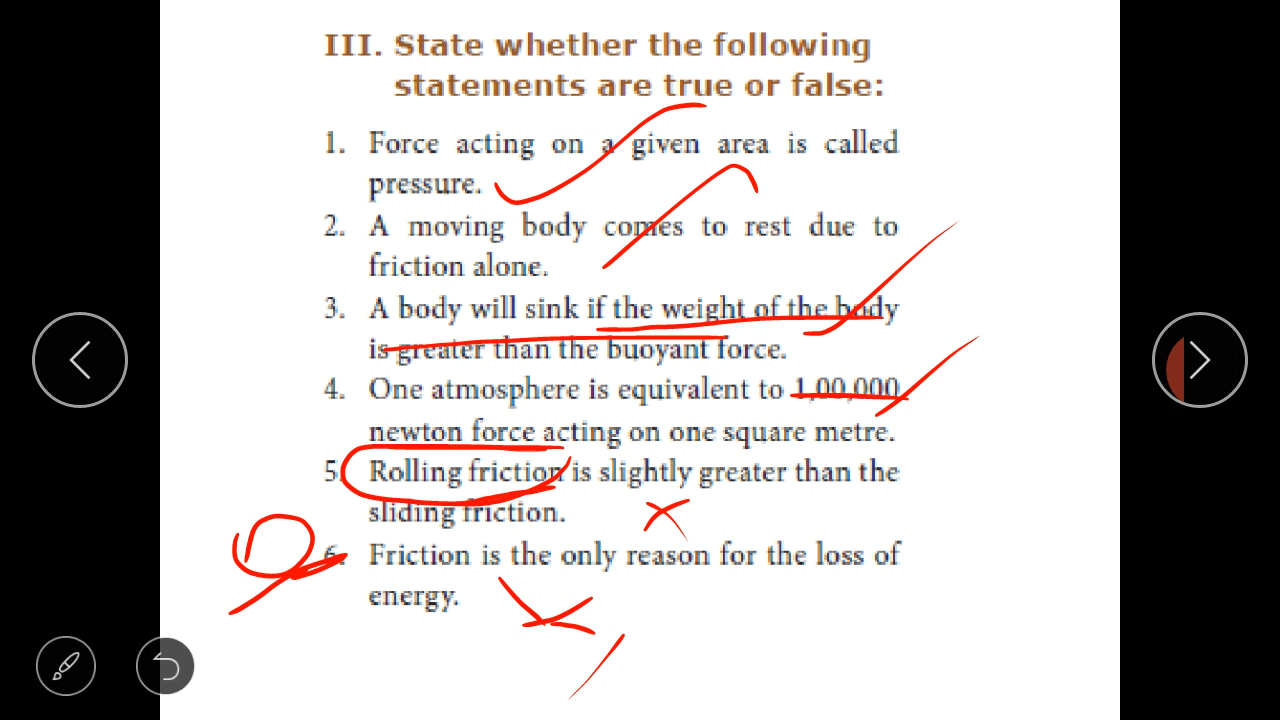 III. State whether the following
statements are true or false:
1. Force acting on a given area is called
pressure.
2. A moving body comes to rest due to
friction alone.
3. A body will sink if the weight of the body
is greater than the buoyant force.
4. One atmosphere is equivalent to 1,00,000
newton force acting on one square metre.
5. Rolling friction is slightly greater than the
sliding friction.
6. Friction is the only reason for the loss of
energy.